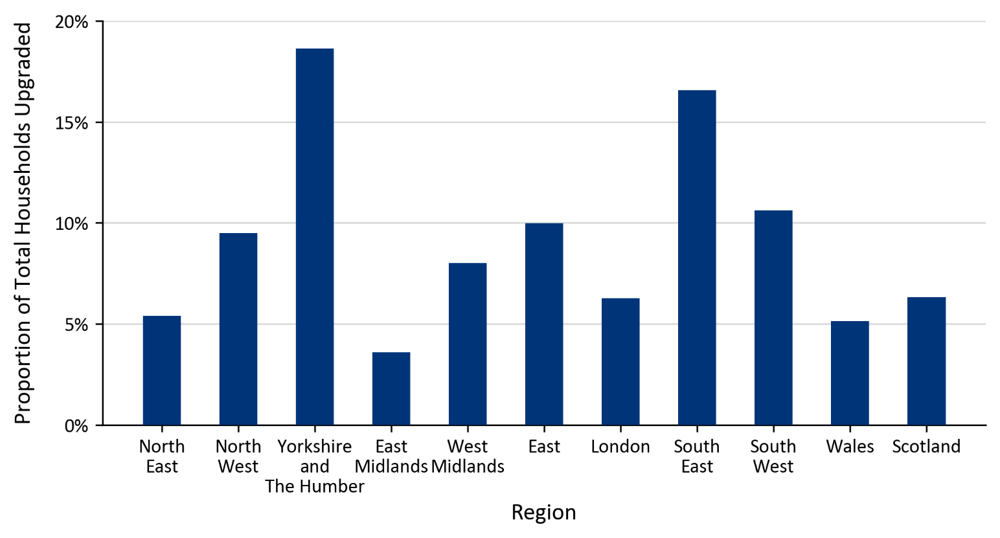 Proportion of Total Households Upgraded
20%
15%
10%
5%
0%
North
East
North
West
Yorkshire
and
The Humber
East
Midlands
West
Midlands
East
London
South
East
South
West
Wales
Scotland
Region